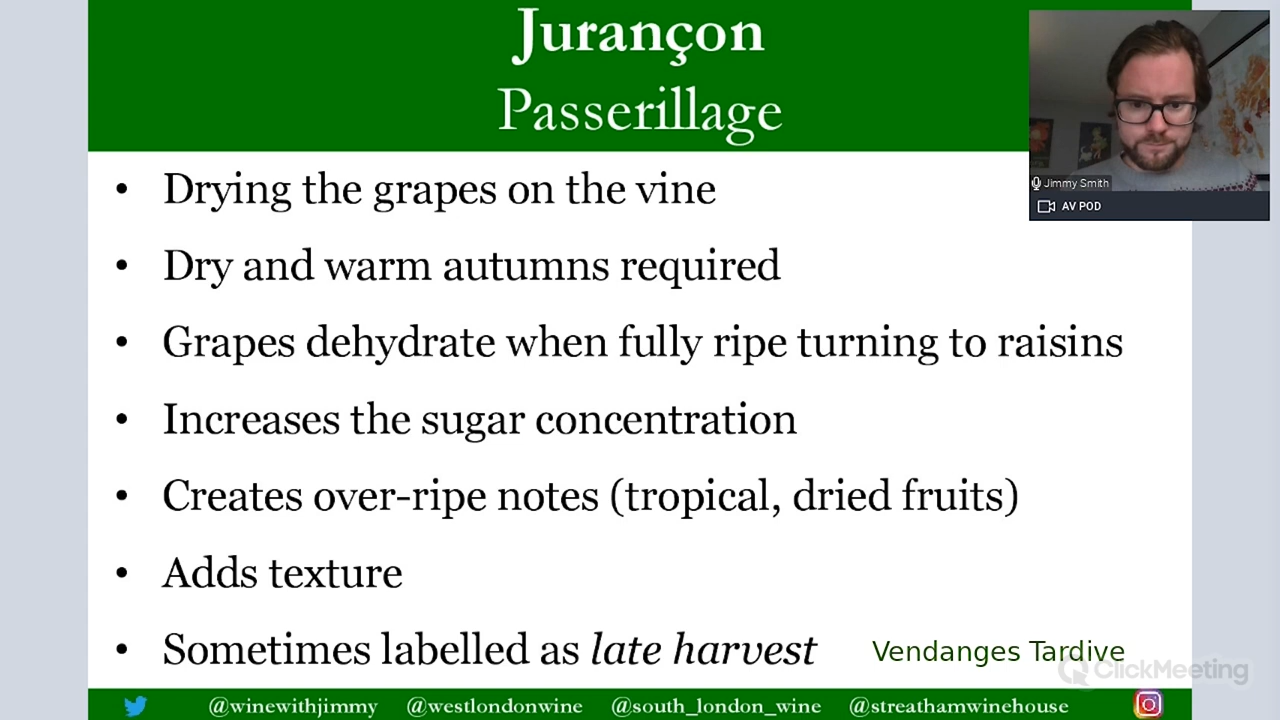 Jurançon
Passerillage
• Drying the grapes on the vine
• Dry and warm autumns required
• Grapes dehydrate when fully ripe turning to raisins
• Increases the sugar concentration
• Creates over-ripe notes (tropical, dried fruits)
• Adds texture
• Sometimes labelled as late harvest Vendanges Tardive
Jimmy Smith
AV POD
ClickMeeting
@winewithjimmy @westlondonwine @south_london_wine @streathamwinehouse